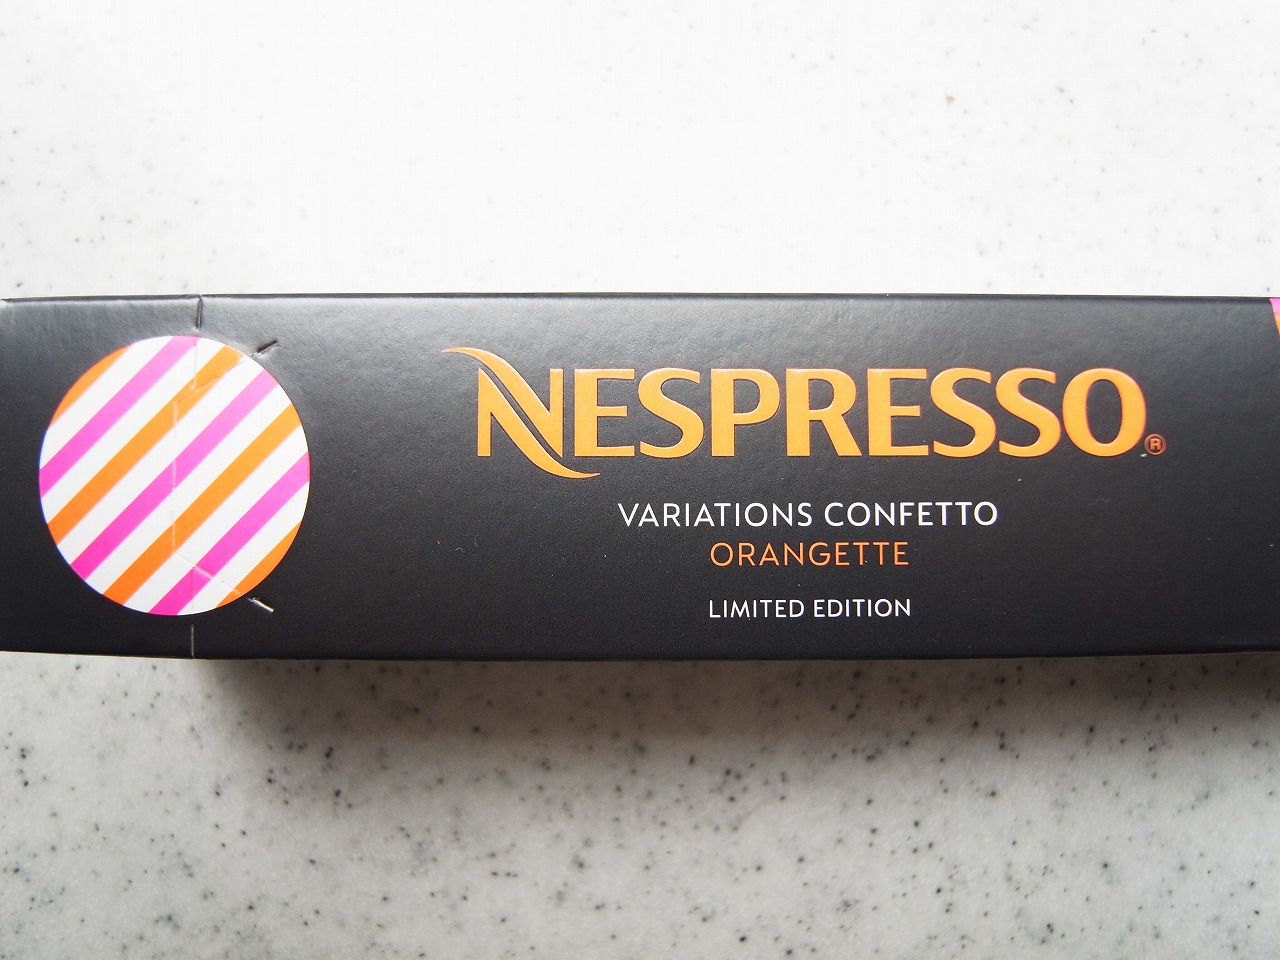 NESPRESSO®
VARIATIONS CONFETTO
ORANGETTE
LIMITED EDITION